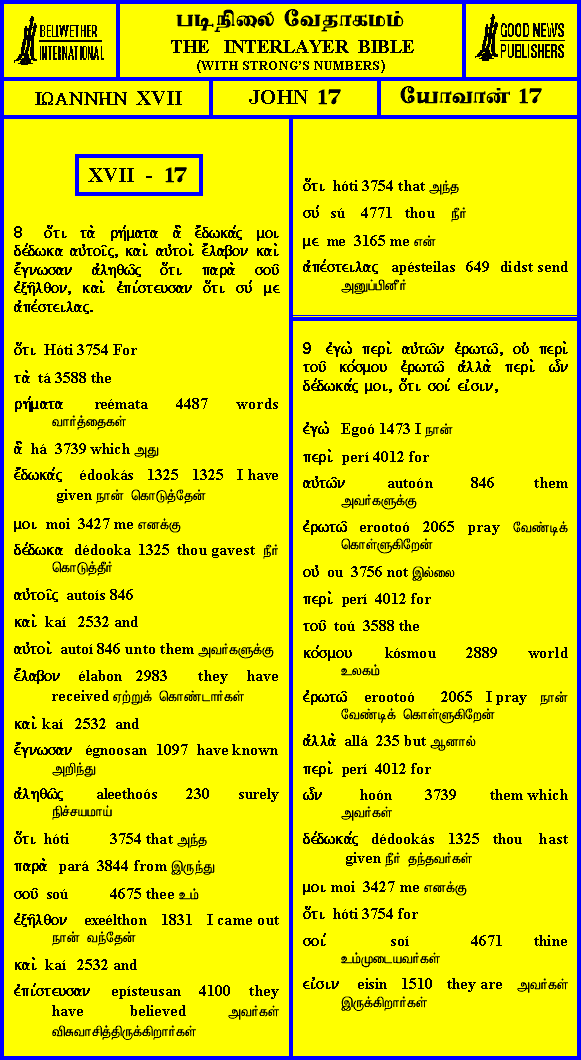 BELLWETHER
INTERNATIONAL
படிநிலை வேதாகமம்
THE INTERLAYER BIBLE
(WITH STRONG'S NUMBERS)
GOOD NEWS
PUBLISHERS
ΙΩΑΝΝΗΝ XVII
JOHN 17
யோவான் 17
XVII - 17
8 ὅτι τὰ ῥήματα ἃ ἔδωκάς μοι
δέδωκα αὐτοῖς, καὶ αὐτοὶ ἔλαβον καὶ
ἔγνωσαν ἀληθῶς ὅτι παρὰ σοῦ
ἐξῆλθον, καὶ ἐπίστευσαν ὅτι σύ με
ἀπέστειλας.
ὅτι Hóti 3754 For
τὰ tá 3588 the
ρήματα reémata 4487 words
வார்த்தைகள்
ἃ há 3739 which அது
ἔδωκάς édookás 1325 1325 I have
given நான் கொடுத்தேன்
μοι moi 3427 me எனக்கு
δέδωκα dédooka 1325 thou gavest நீர்
கொடுத்தீர்
αὐτοῖς autoís 846
καὶ kaí 2532 and
αὐτοὶ autoí 846 unto them அவர்களுக்கு
ἔλαβον élabon 2983 they have
received ஏற்றுக் கொண்டார்கள்
καὶ kaí 2532 and
ἔγνωσαν égnoosan 1097 have known
அறிந்து
ἀληθῶς aleethoós 230 surely
நிச்சயமாய்
ὅτι hóti 3754 that அந்த
παρὰ pará 3844 from இருந்து
σοῦ soú 4675 thee உம்
ἐξῆλθον exeélthon 1831 I came out
நான் வந்தேன்
καὶ kaí 2532 and
ἐπίστευσαν epísteusan 4100 they
have believed அவர்கள்
விசுவாசித்திருக்கிறார்கள்
ὅτι hóti 3754 that அந்த
σύ sú 4771 thou நீர்
με me 3165 me என்
ἀπέστειλας apésteilas 649 didst send
அனுப்பினீர்
9 ἐγὼ περὶ αὐτῶν ἐρωτῶ, οὐ περὶ
τοῦ κόσμου ἐρωτῶ ἀλλὰ περὶ ὧν
δέδωκάς μοι, ὅτι σοί εἰσιν,
ἐγὼ Egoó 1473 I நான்
περὶ perí 4012 for
αὐτῶν autoón 846 them
அவர்களுக்கு
ἐρωτῶ erootoó 2065 pray வேண்டிக்
கொள்ளுகிறேன்
οὐ ou 3756 not இல்லை
περὶ perí 4012 for
τοῦ toú 3588 the
κόσμου kósmou 2889 world
உலகம்
ἐρωτῶ erootoó 2065 I pray நான்
வேண்டிக் கொள்ளுகிறேன்
ἀλλὰ allá 235 but ஆனால்
περὶ perí 4012 for
ὧν hoón 3739 them which
அவர்கள்
δέδωκάς dédookás 1325 thou hast
given நீர் தந்தவர்கள்
μοι moi 3427 me எனக்கு
ὅτι hóti 3754 for
σοί soí 4671 thine
உம்முடையவர்கள்
εἰσιν eisin 1510 they are அவர்கள்
இருக்கிறார்கள்